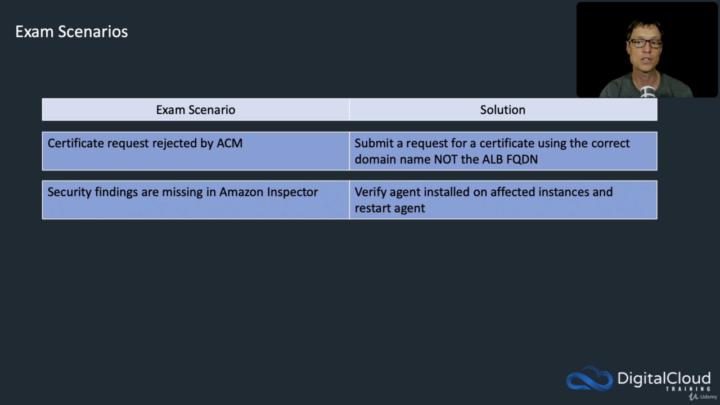 Exam Scenarios
Exam Scenario
Solution
Certificate request rejected by ACM
Submit a request for a certificate using the correct
domain name NOT the ALB FQDN
Security findings are missing in Amazon Inspector
Verify agent installed on affected instances and
restart agent
DigitalCloud
TRAINING
Udemy